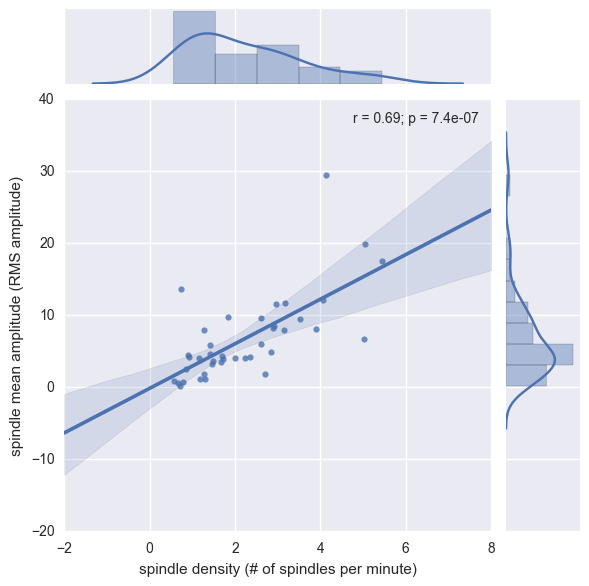 40
r = 0.69; p = 7.4e-07
30
20
10
0
−10
−20
spindle mean amplitude (RMS amplitude)
−2 0 2 4 6 8
spindle density (# of spindles per minute)